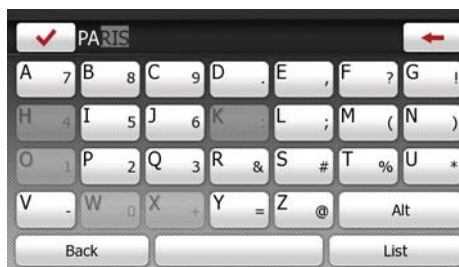 PARIS
A 7 B 8 C 9 D . E , F ? G !
H 4 I 5 J 6 K : L ; M ( N )
O 1 P 2 Q 3 R & S # T % U *
V - W 0 X + Y = Z @ Alt
Back List